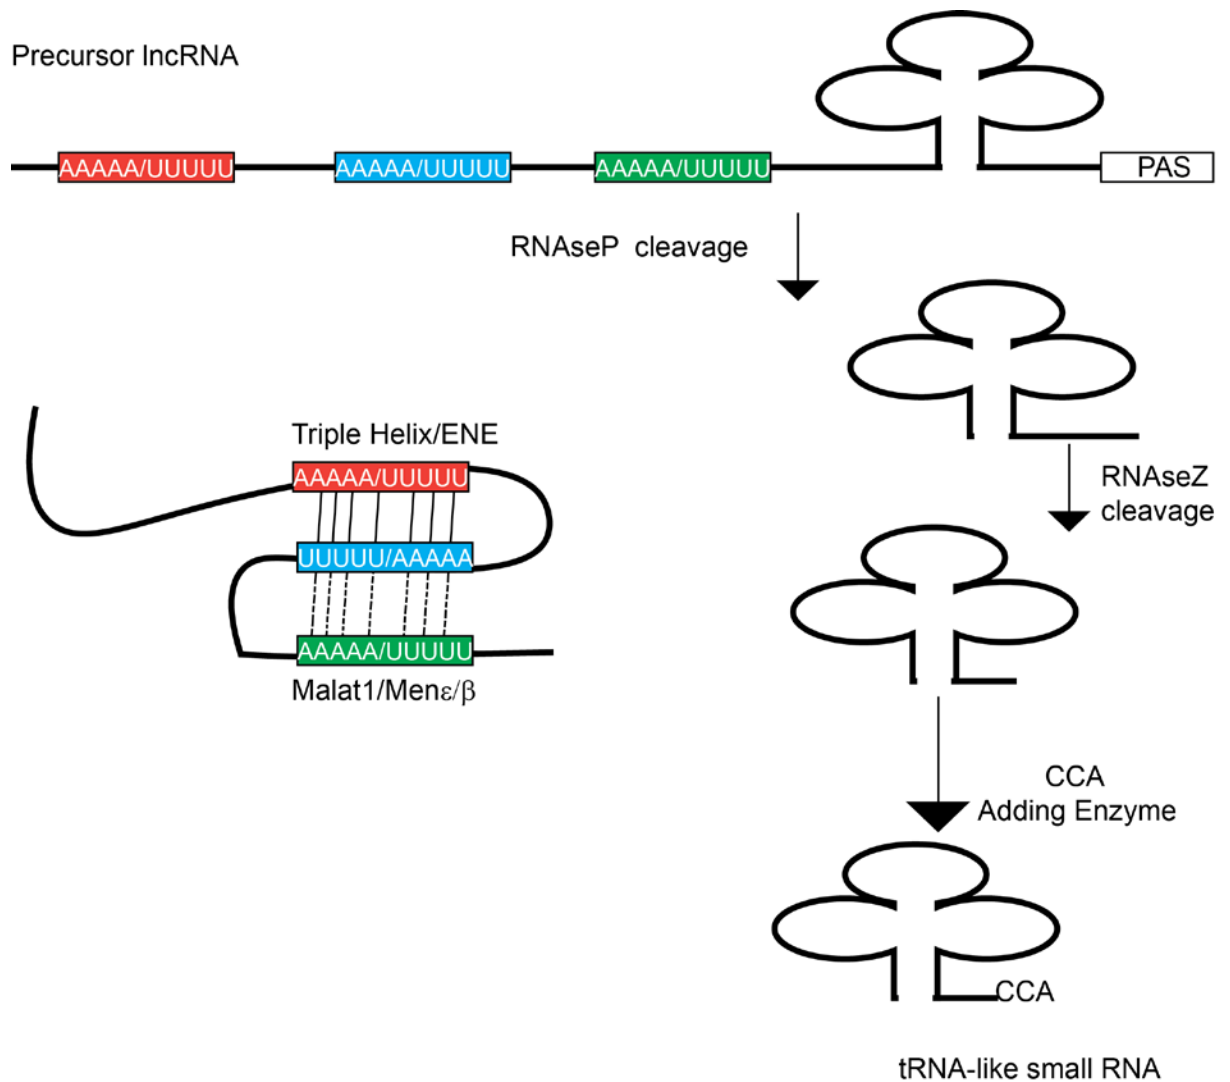 Precursor lncRNA
AAAAA/UUUUU
AAAAA/UUUUU
AAAAA/UUUUU
PAS
RNAseP cleavage
Triple Helix/ENE
AAAAA/UUUUU
UUUUU/AAAAA
AAAAA/UUUUU
Malat1/Menε/β
RNAseZ
cleavage
CCA
Adding Enzyme
CCA
tRNA-like small RNA